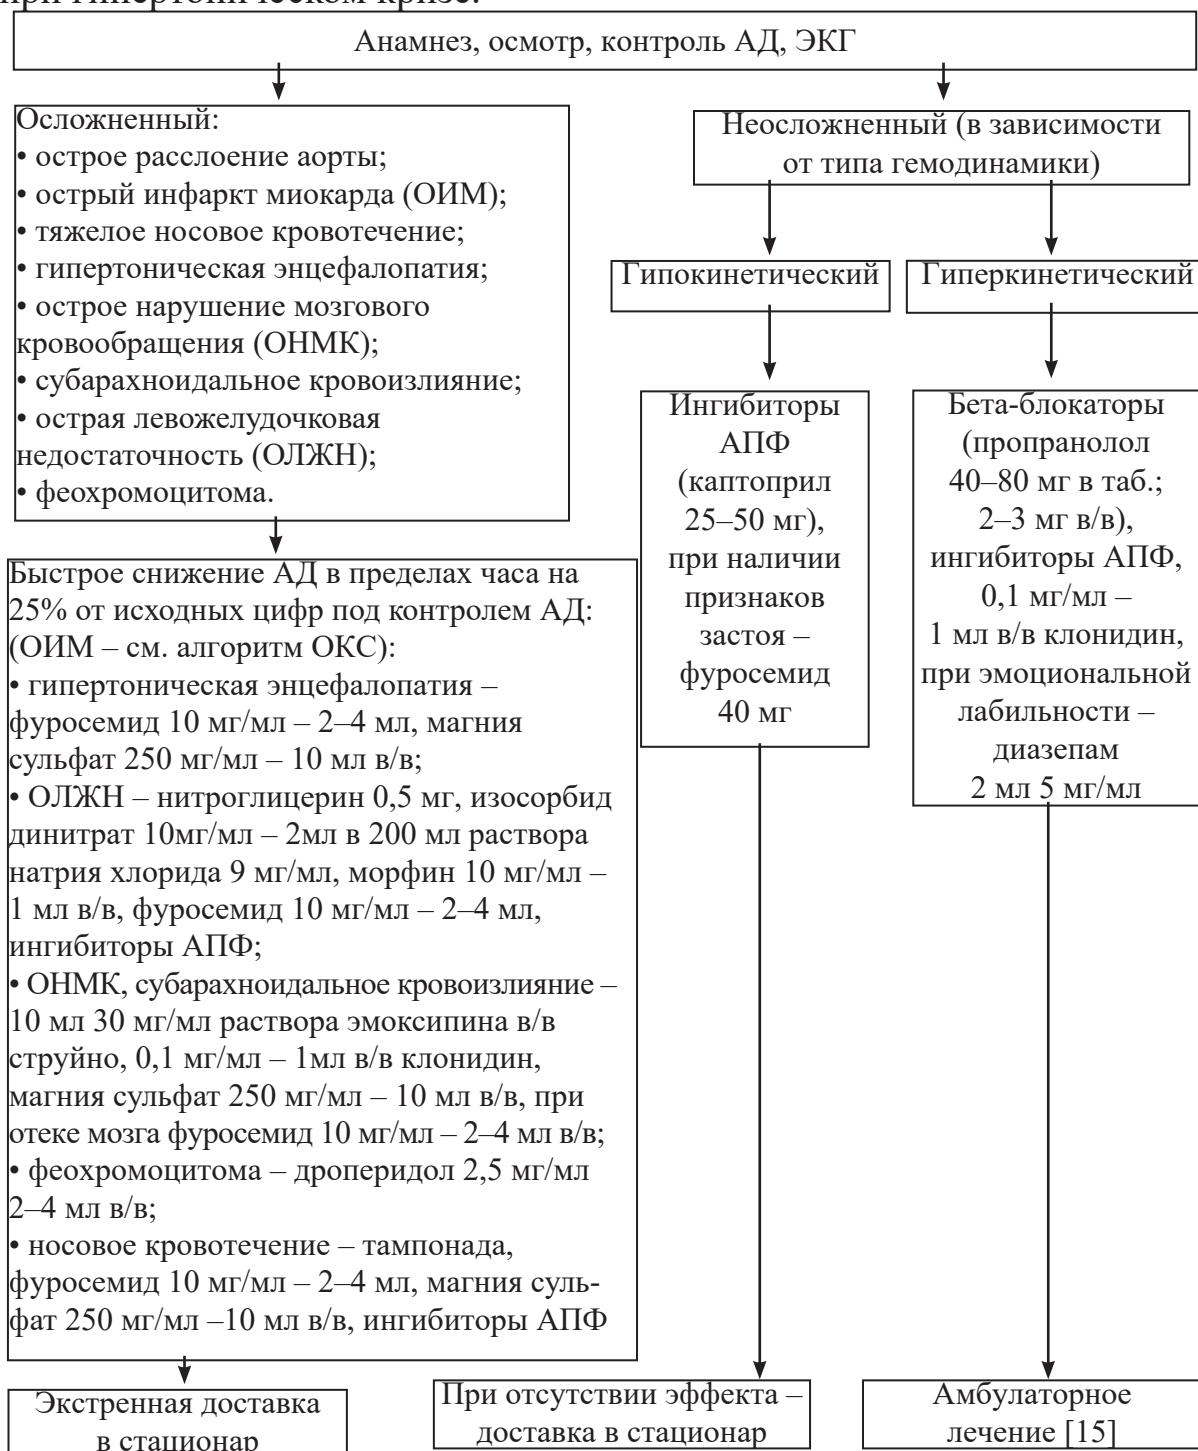 при гипертоническом кризе.
Анамнез, осмотр, контроль АД, ЭКГ
Осложненный:
• острое расслоение аорты;
• острый инфаркт миокарда (ОИМ);
• тяжелое носовое кровотечение;
• гипертоническая энцефалопатия;
• острое нарушение мозгового
кровообращения (ОНМК);
• субарахноидальное кровоизлияние;
• острая левожелудочковая
недостаточность (ОЛЖН);
• феохромоцитома.
Неосложненный (в зависимости
от типа гемодинамики)
Гипокинетический
Гиперкинетический
Ингибиторы
АПФ
(каптоприл
25–50 мг),
при наличии
признаков
застоя –
фуросемид
40 мг
Бета-блокаторы
(пропранолол
40–80 мг в таб.;
2–3 мг в/в),
ингибиторы АПФ,
0,1 мг/мл –
1 мл в/в клонидин,
при эмоциональной
лабильности –
диазепам
2 мл 5 мг/мл
Быстрое снижение АД в пределах часа на
25% от исходных цифр под контролем АД:
(ОИМ – см. алгоритм ОКС):
• гипертоническая энцефалопатия –
фуросемид 10 мг/мл – 2–4 мл, магния
сульфат 250 мг/мл – 10 мл в/в;
• ОЛЖН – нитроглицерин 0,5 мг, изосорбид
динитрат 10мг/мл – 2мл в 200 мл раствора
натрия хлорида 9 мг/мл, морфин 10 мг/мл –
1 мл в/в, фуросемид 10 мг/мл – 2–4 мл,
ингибиторы АПФ;
• ОНМК, субарахноидальное кровоизлияние –
10 мл 30 мг/мл раствора эмоксипина в/в
струйно, 0,1 мг/мл – 1мл в/в клонидин,
магния сульфат 250 мг/мл – 10 мл в/в, при
отеке мозга фуросемид 10 мг/мл – 2–4 мл в/в;
• феохромоцитома – дроперидол 2,5 мг/мл
2–4 мл в/в;
• носовое кровотечение – тампонада,
фуросемид 10 мг/мл – 2–4 мл, магния суль-
фат 250 мг/мл –10 мл в/в, ингибиторы АПФ
Экстренная доставка
в стационар
При отсутствии эффекта –
доставка в стационар
Амбулаторное
лечение [15]